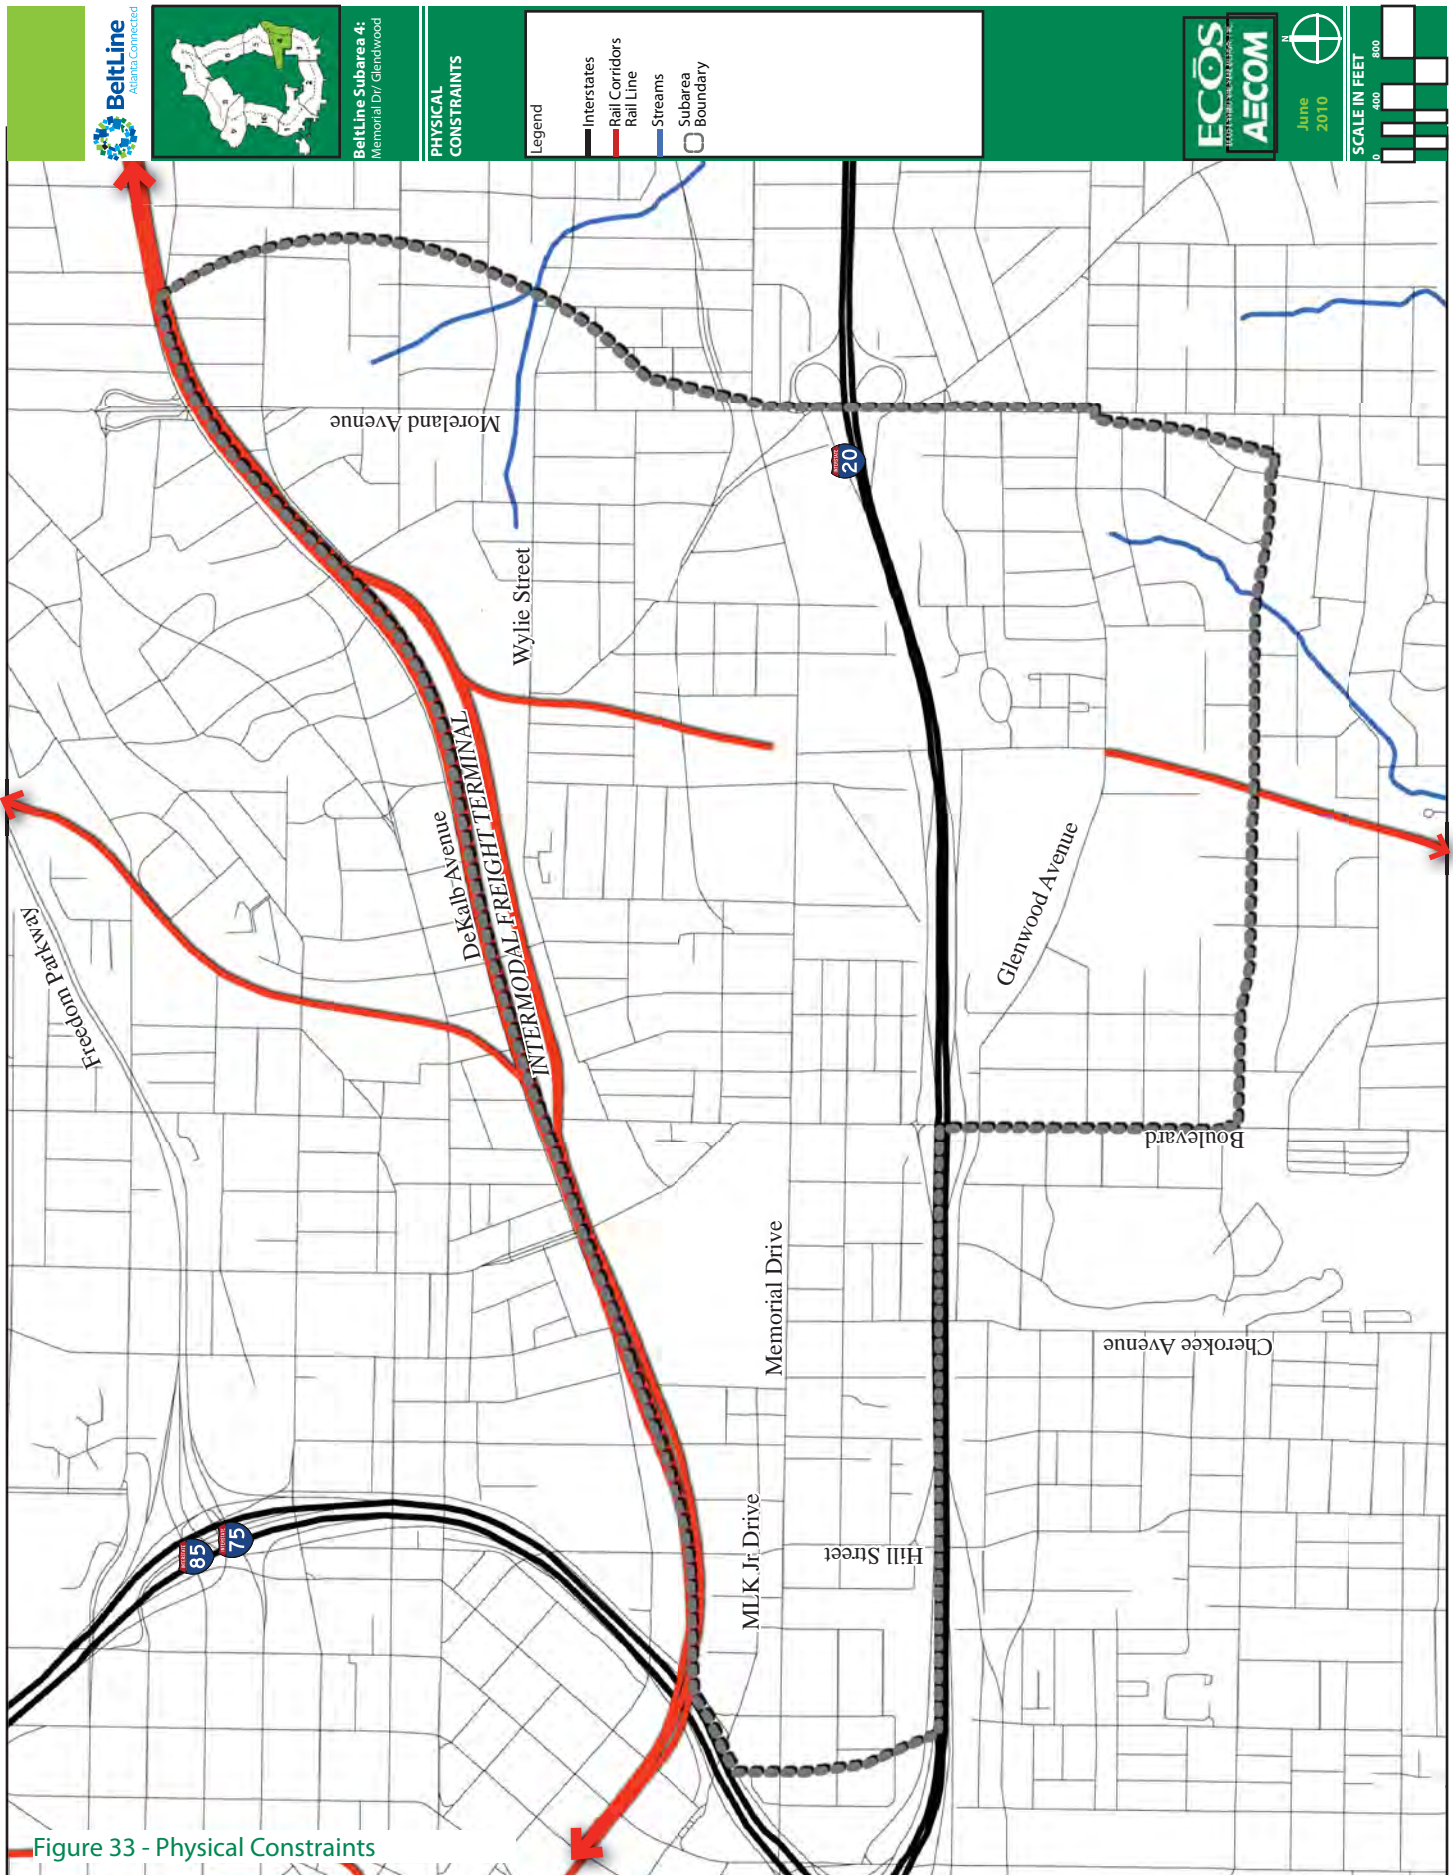 BeltLine
Atlanta Connected
BeltLine Subarea 4:
Memorial Dr/ Glendwood
PHYSICAL
CONSTRAINTS
Legend
Interstates
Rail Corridors
Rail Line
Streams
Subarea
Boundary
ECOS
AECOM
N
June
2010
SCALE IN FEET
0
400
800
Moreland Avenue
Wylie Street
20
DeKalb Avenue
INTERMODAL FREIGHT TERMINAL
Freedom Parkway
Glenwood Avenue
Boulevard
Memorial Drive
Cherokee Avenue
MLK Jr Drive
Hill Street
85
75
Figure 33 - Physical Constraints